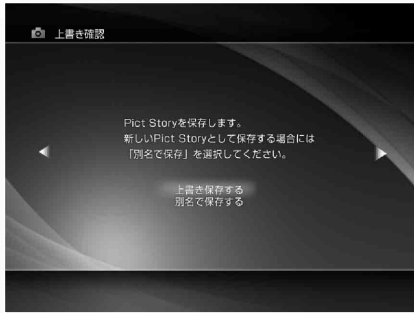 上書き確認
Pict Storyを保存します。
新しいPict Storyとして保存する場合には
「別名で保存」を選択してください。
上書き保存する
別名で保存する